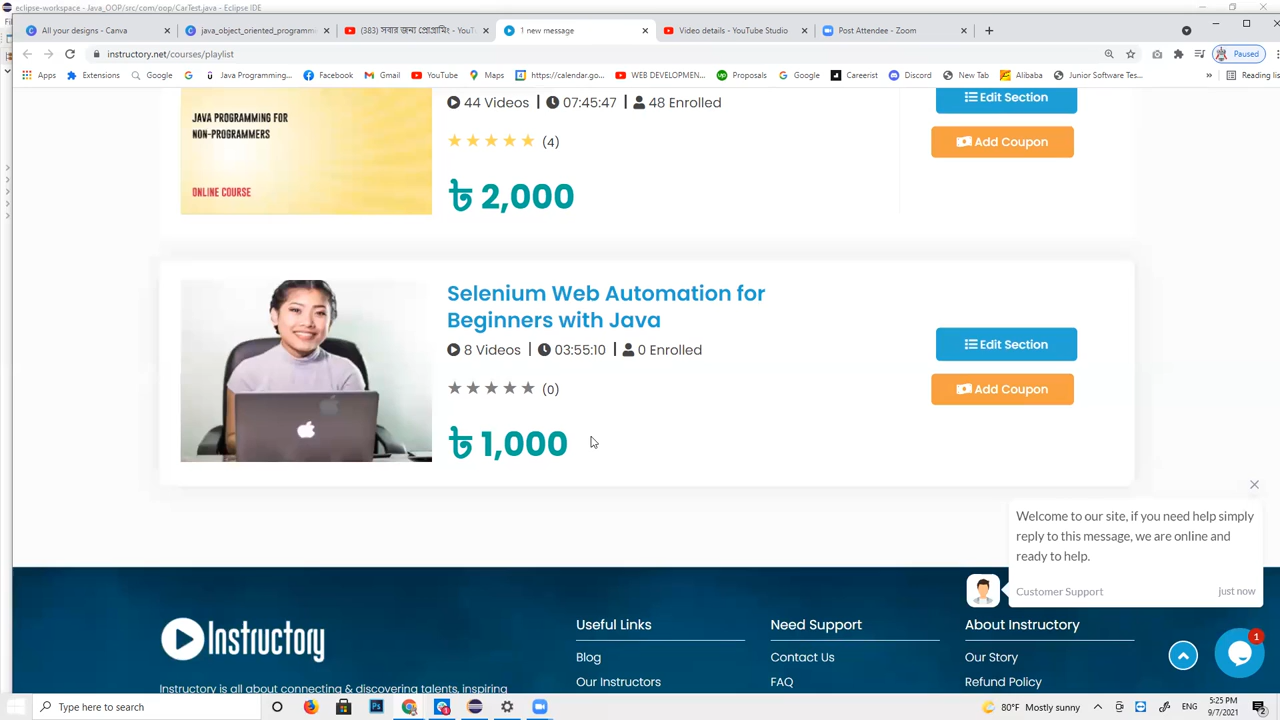 eclipse-workspace - Java_OOP/src/com/oop/CarTest.java - Eclipse IDE
All your designs - Canva
java_object_oriented_programm
(383) সবার জন্য প্রোগ্রামিং - YouTu
1 new message
Video details - YouTube Studio
Post Attendee - Zoom
instructory.net/courses/playlist
Paused
Apps
Extensions
Google
Java Programming...
Facebook
Gmail
YouTube
Maps
https://calendar.go...
WEB DEVELOPMEN...
Proposals
Google
Careerist
Discord
New Tab
Alibaba
Junior Software Tes...
»
Reading list
JAVA PROGRAMMING FOR
NON-PROGRAMMERS
ONLINE COURSE
44 Videos | 07:45:47 | 48 Enrolled
(4)
৳ 2,000
Edit Section
Add Coupon
Selenium Web Automation for
Beginners with Java
8 Videos | 03:55:10 | 0 Enrolled
(0)
৳ 1,000
Edit Section
Add Coupon
Welcome to our site, if you need help simply
reply to this message, we are online and
ready to help.
Customer Support
just now
1
Instructory
Instructory is all about connecting & discovering talents, inspiring
Useful Links
Blog
Our Instructors
Need Support
Contact Us
FAQ
About Instructory
Our Story
Refund Policy
Type here to search
80°F Mostly sunny
ENG
5:25 PM
9/7/2021